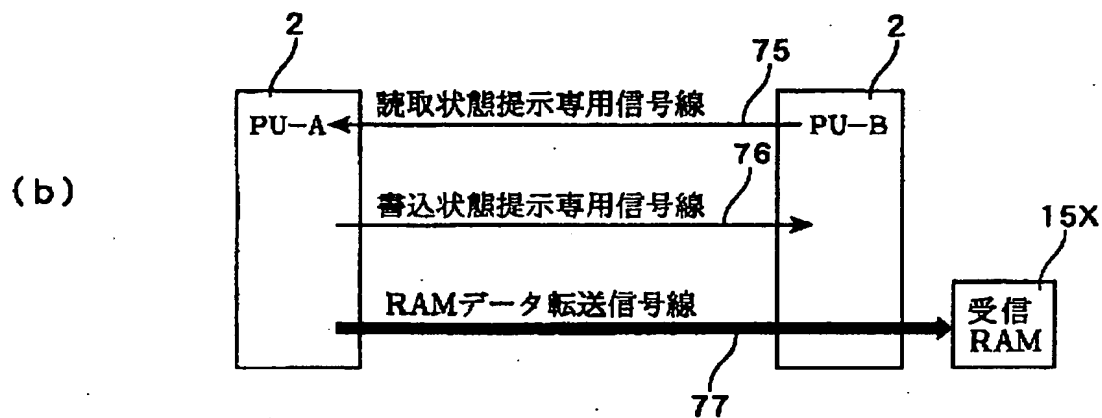 2
2
75
読取状態提示専用信号線
PU-A
PU-B
76
(b)
書込状態提示専用信号線
15X
RAMデータ転送信号線
受信
RAM
77